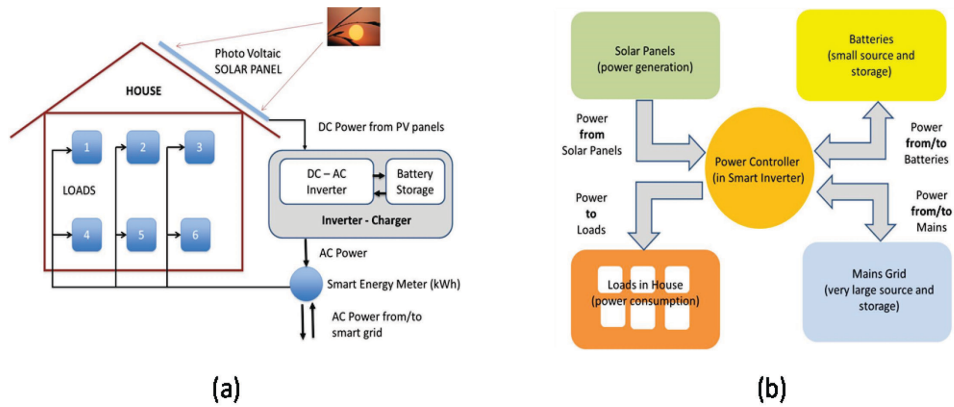 Photo Voltaic
SOLAR PANEL
HOUSE
DC Power from PV panels
1
2
3
LOADS
4
5
6
DC – AC
Inverter
Battery
Storage
Inverter - Charger
AC Power
Smart Energy Meter (kWh)
AC Power from/to
smart grid
(a)
Solar Panels
(power generation)
Batteries
(small source and
storage)
Power
from
Solar Panels
Power Controller
(in Smart Inverter)
Power
from/to
Batteries
Power
to
Loads
Power
from/to
Mains
Loads in House
(power consumption)
Mains Grid
(very large source and
storage)
(b)